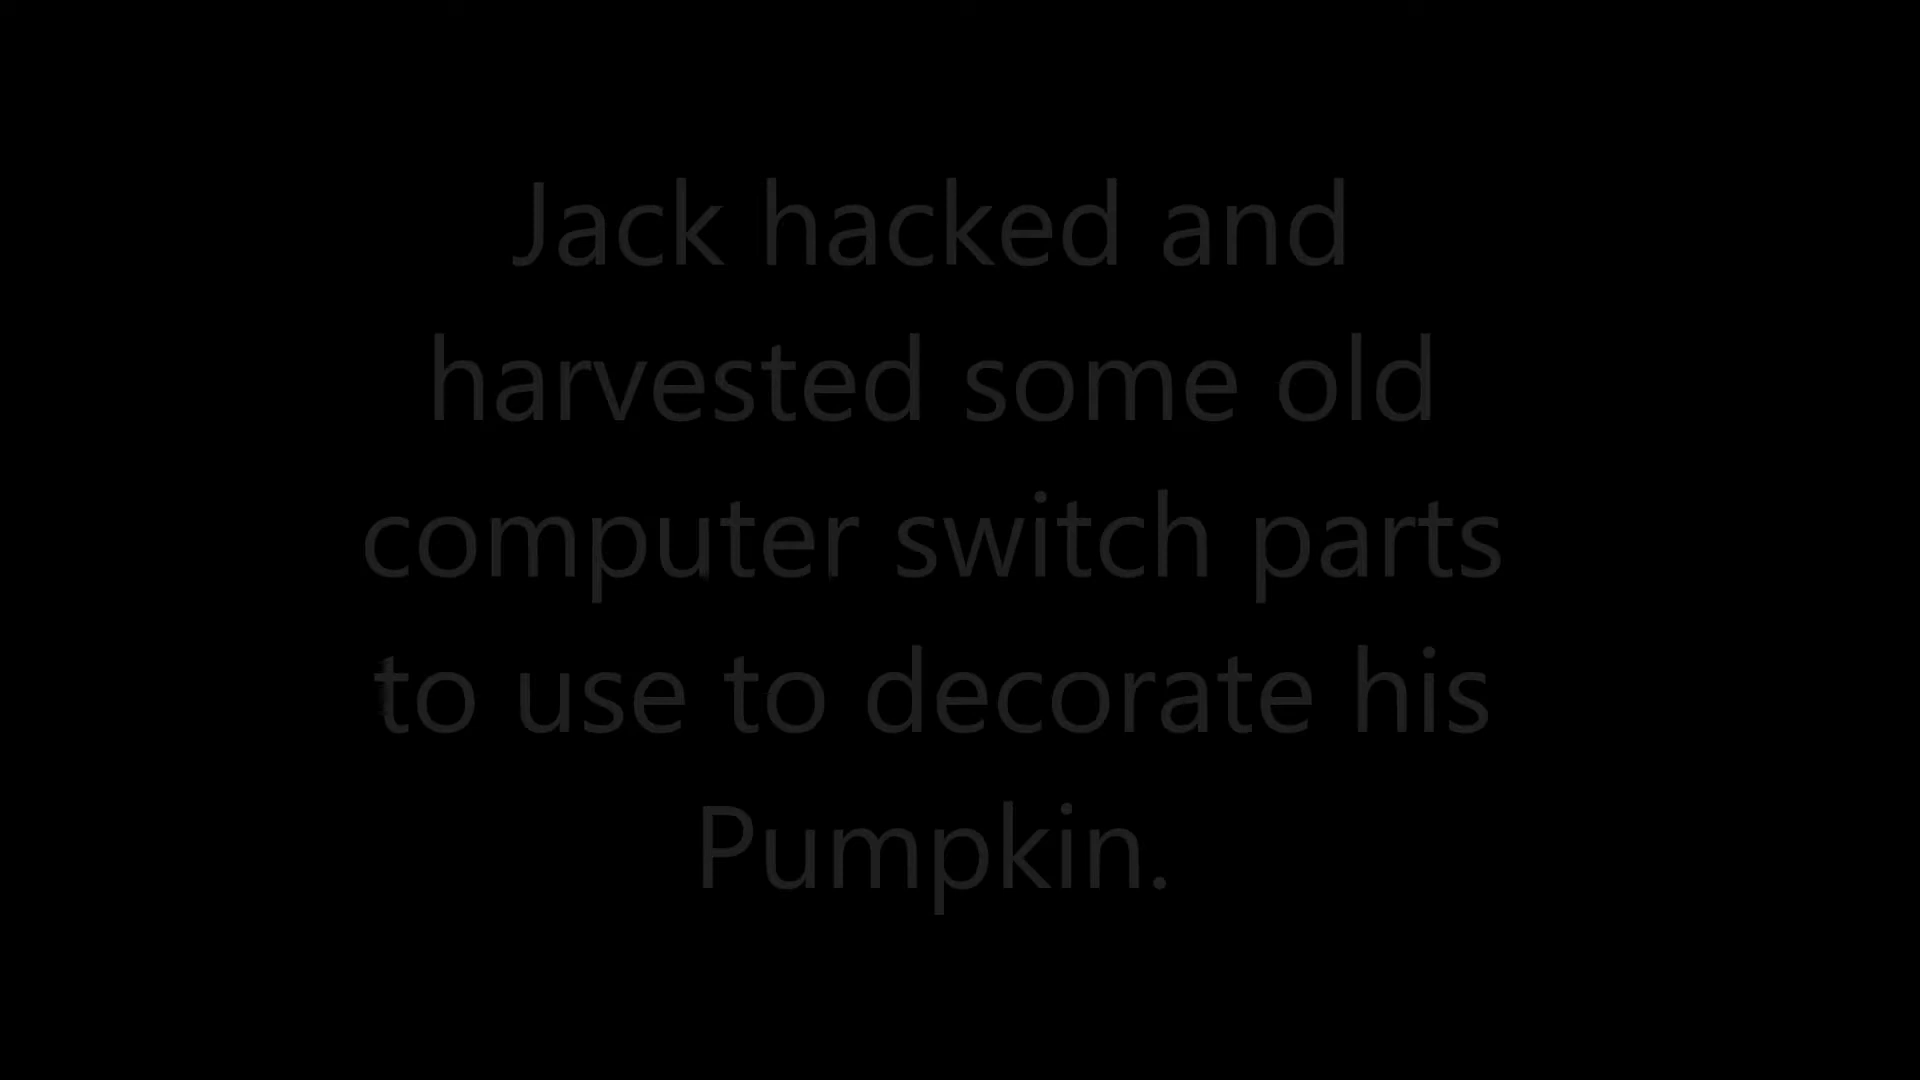 Jack hacked and
harvested some old
computer switch parts
to use to decorate his
Pumpkin.